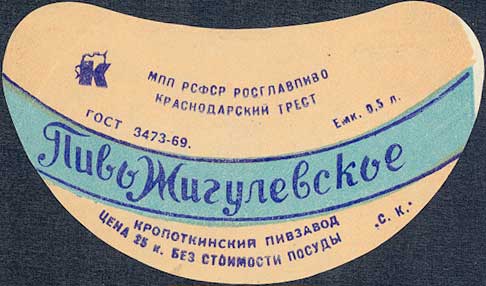 К
МПП РСФСР РОСГЛАВПИВО
КРАСНОДАРСКИЙ ТРЕСТ
ГОСТ 3473-69.
Емк. 0,5 л.
Пиво Жигулевское
КРОПОТКИНСКИЙ ПИВЗАВОД
„С. К."
ЦЕНА 25 к. БЕЗ СТОИМОСТИ ПОСУДЫ